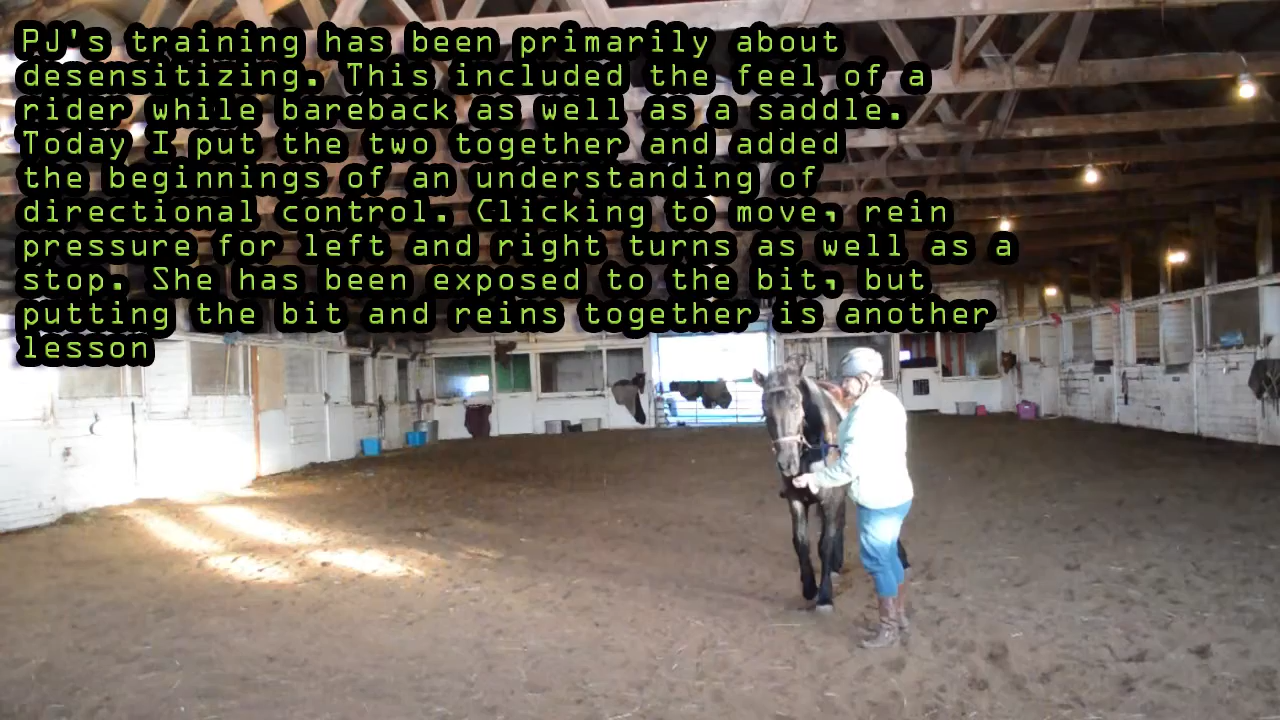 PJ's training has been primarily about
desensitizing. This included the feel of a
rider while bareback as well as a saddle.
Today I put the two together and added
the beginnings of an understanding of
directional control. Clicking to move, rein
pressure for left and right turns as well as a
stop. She has been exposed to the bit, but
putting the bit and reins together is another
lesson